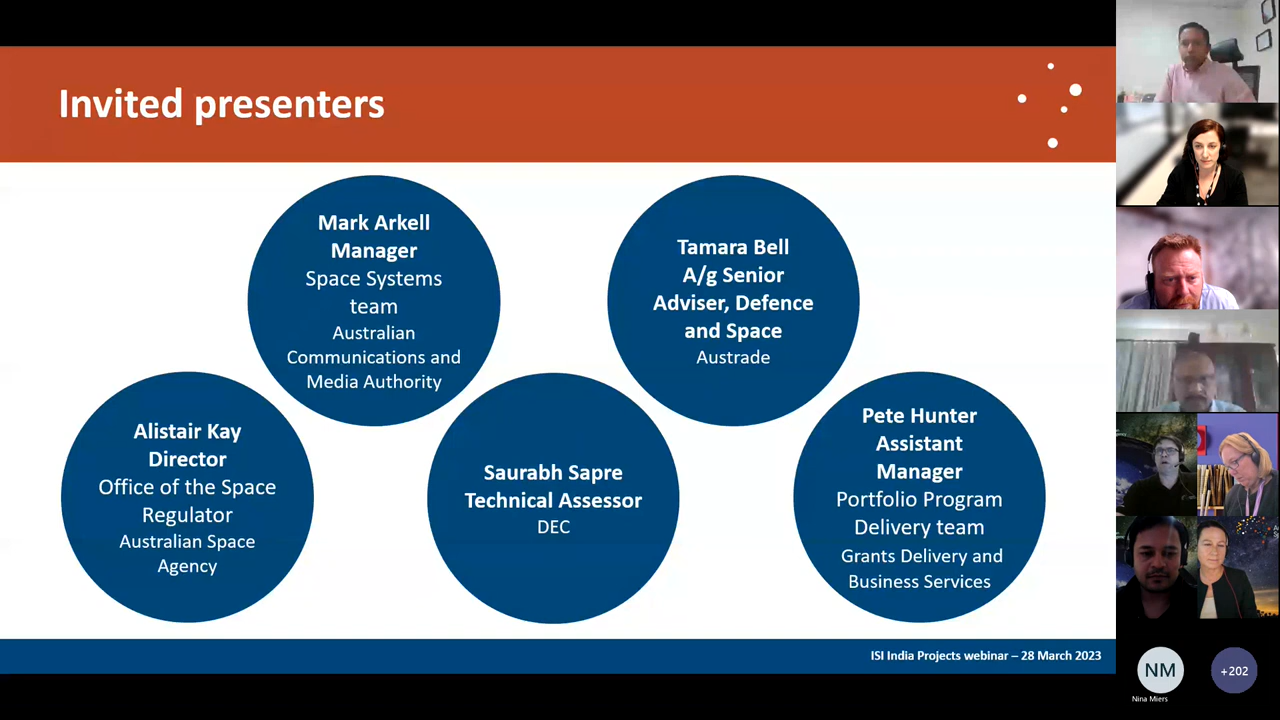 Invited presenters
Mark Arkell
Manager
Space Systems
team
Australian
Communications and
Media Authority
Tamara Bell
A/g Senior
Adviser, Defence
and Space
Austrade
Alistair Kay
Director
Office of the Space
Regulator
Australian Space
Agency
Saurabh Sapre
Technical Assessor
DEC
Pete Hunter
Assistant
Manager
Portfolio Program
Delivery team
Grants Delivery and
Business Services
ISI India Projects webinar – 28 March 2023
NM
Nina Miers
+202